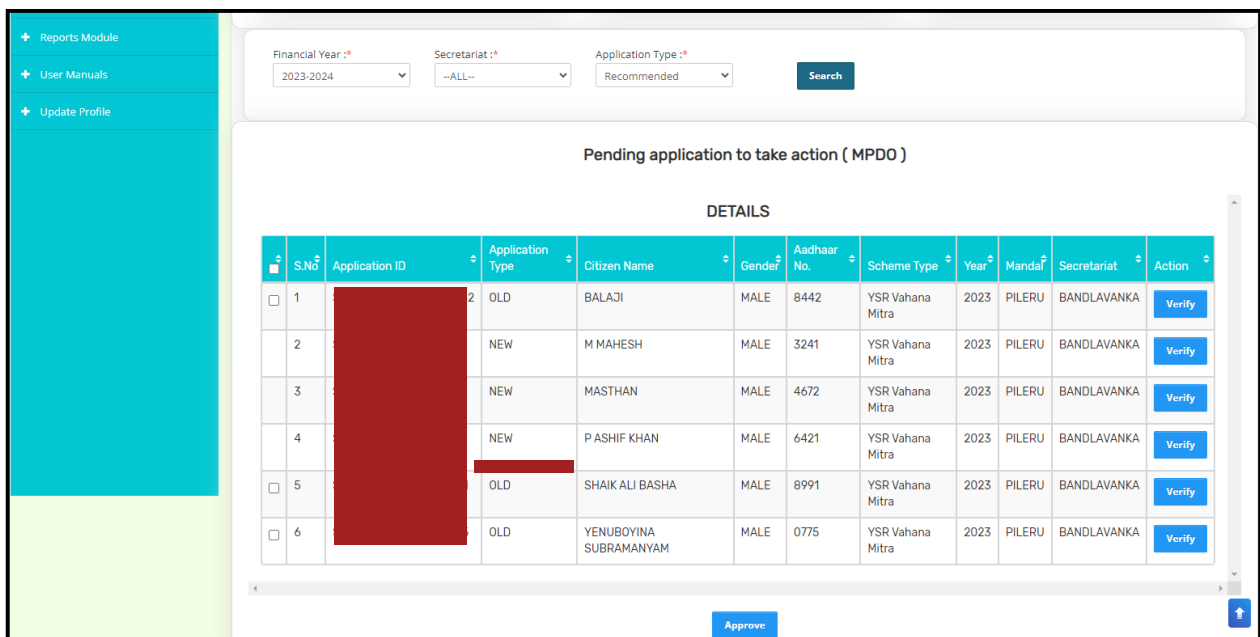 Reports Module
User Manuals
Update Profile
Financial Year :* Secretariat :* Application Type :*
2023-2024 --ALL-- Recommended Search
Pending application to take action ( MPDO )
DETAILS
S.No Application ID Application Type Citizen Name Gender Aadhaar No. Scheme Type Year Mandal Secretariat Action
1 OLD BALAJI MALE 8442 YSR Vahana Mitra 2023 PILERU BANDLAVANKA Verify
2 NEW M MAHESH MALE 3241 YSR Vahana Mitra 2023 PILERU BANDLAVANKA Verify
3 NEW MASTHAN MALE 4672 YSR Vahana Mitra 2023 PILERU BANDLAVANKA Verify
4 NEW P ASHIF KHAN MALE 6421 YSR Vahana Mitra 2023 PILERU BANDLAVANKA Verify
5 OLD SHAIK ALI BASHA MALE 8991 YSR Vahana Mitra 2023 PILERU BANDLAVANKA Verify
6 OLD YENUBOYINA SUBRAMANYAM MALE 0775 YSR Vahana Mitra 2023 PILERU BANDLAVANKA Verify
Approve